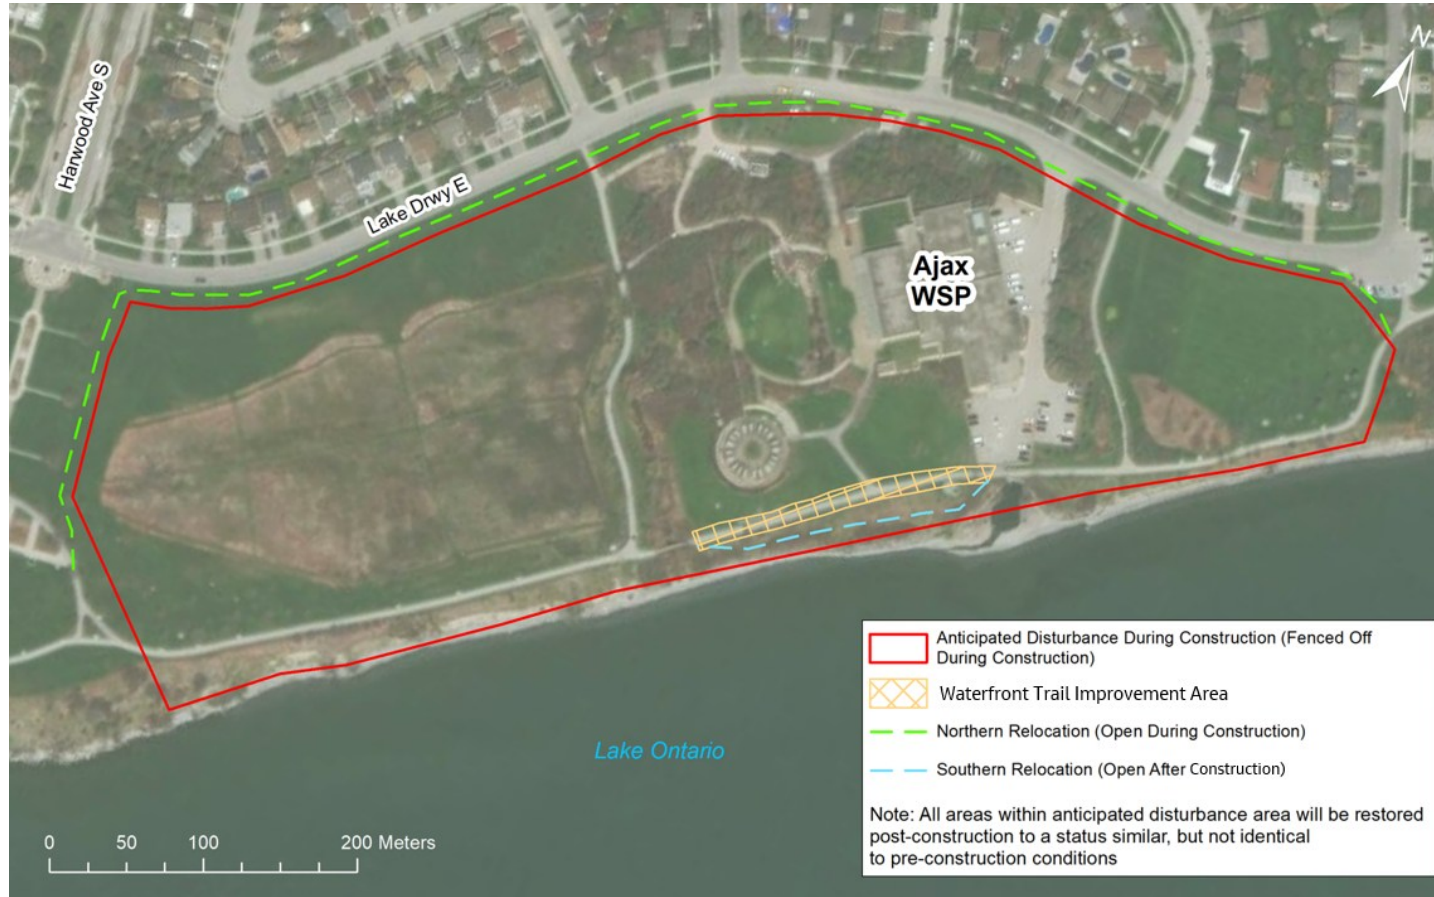 N
Harwood Ave S
Lake Drwy E
Ajax
WSP
Anticipated Disturbance During Construction (Fenced Off
During Construction)
Waterfront Trail Improvement Area
Northern Relocation (Open During Construction)
Southern Relocation (Open After Construction)
Note: All areas within anticipated disturbance area will be restored
post-construction to a status similar, but not identical
to pre-construction conditions
Lake Ontario
0 50 100 200 Meters